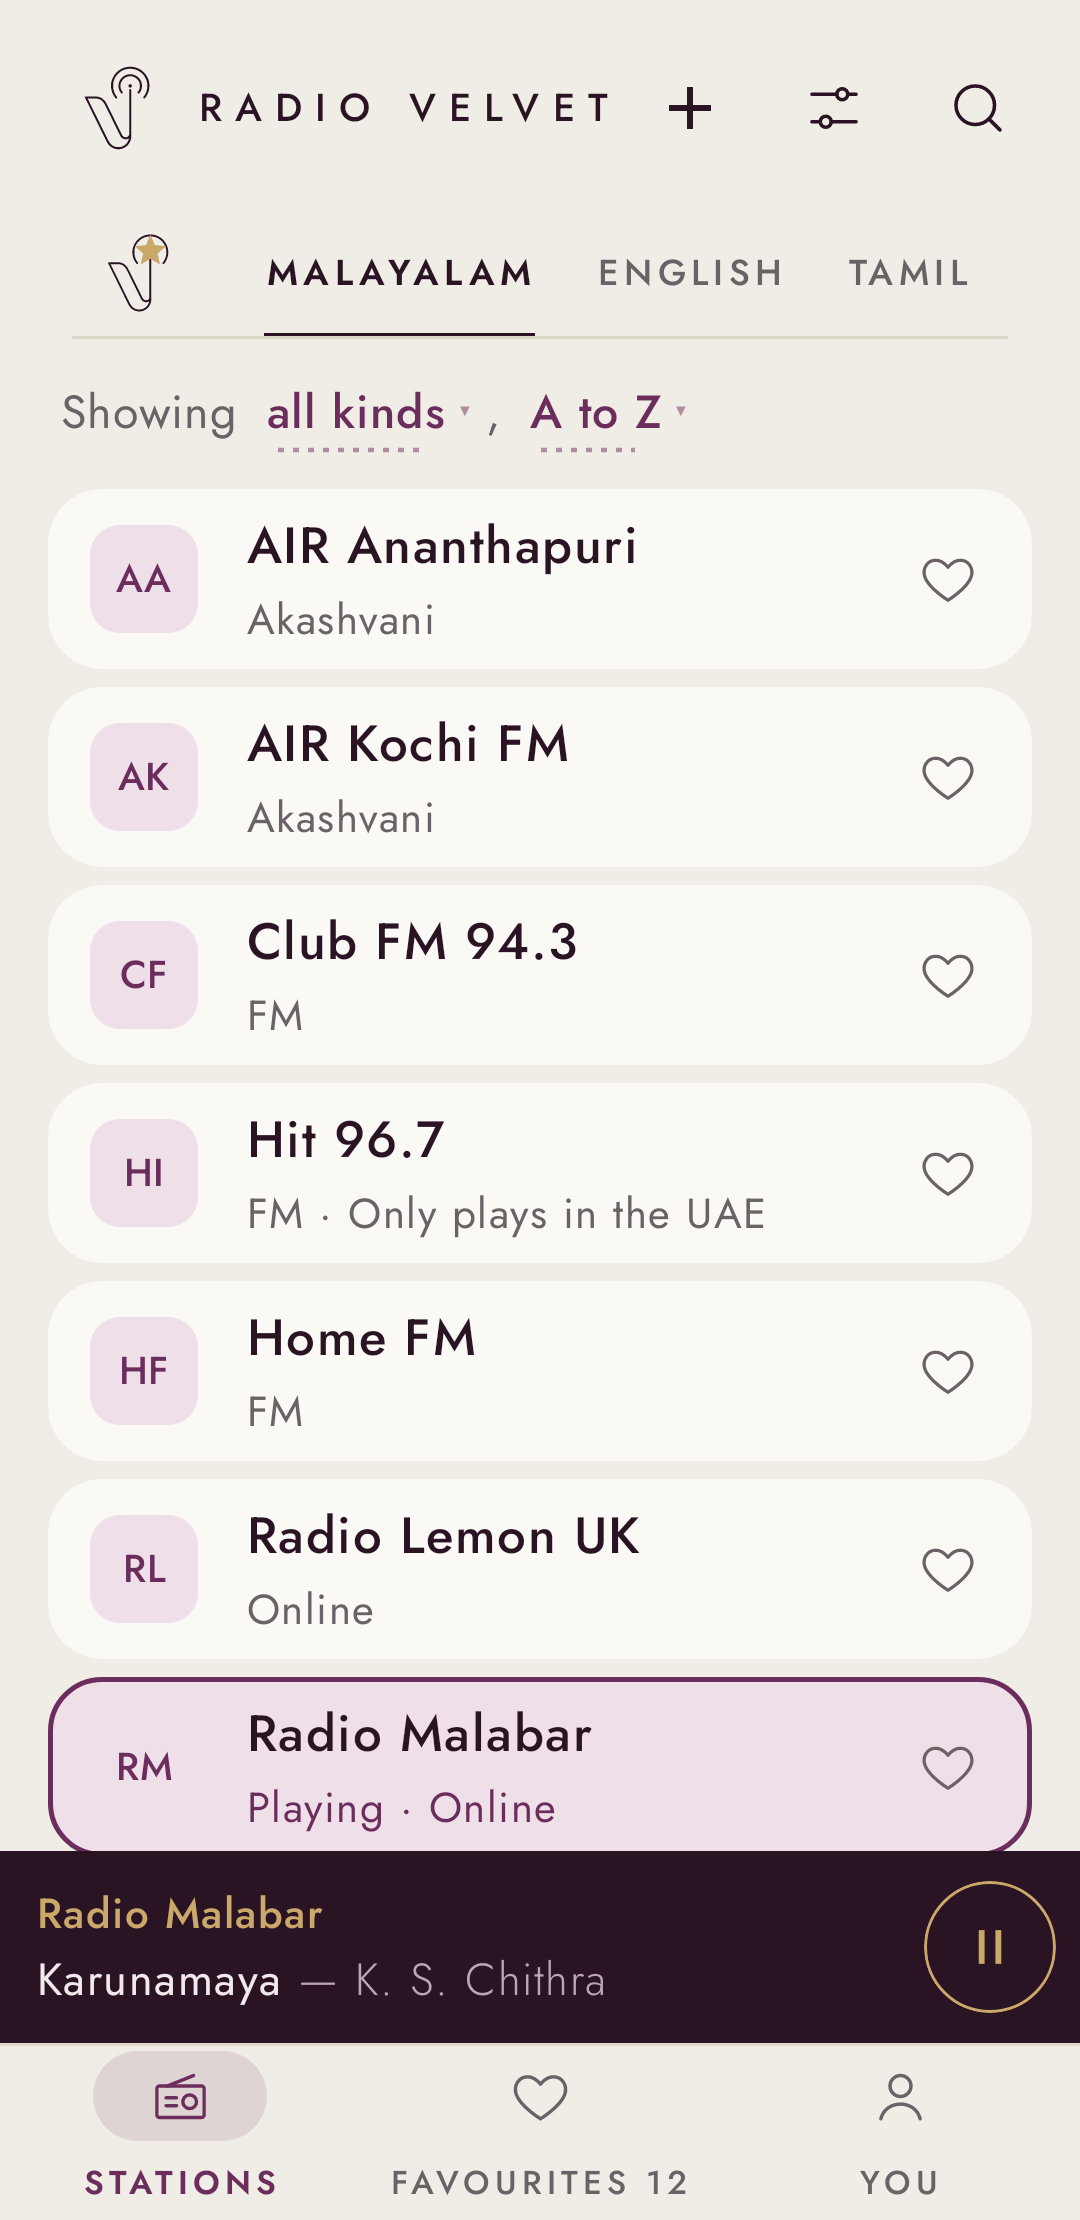 RADIO VELVET
MALAYALAM ENGLISH TAMIL
Showing all kinds ▾ , A to Z ▾
AA
AIR Ananthapuri
Akashvani
AK
AIR Kochi FM
Akashvani
CF
Club FM 94.3
FM
HI
Hit 96.7
FM · Only plays in the UAE
HF
Home FM
FM
RL
Radio Lemon UK
Online
RM
Radio Malabar
Playing · Online
Radio Malabar
Karunamaya — K. S. Chithra
STATIONS FAVOURITES 12 YOU